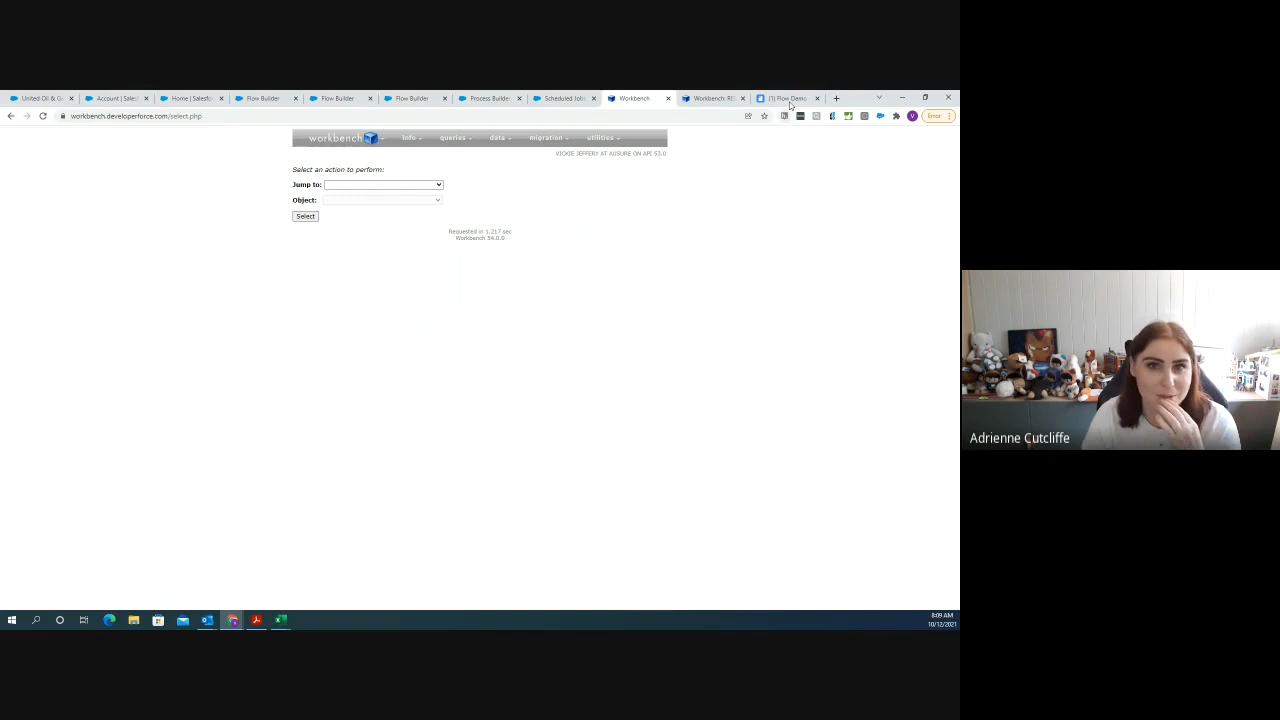 United Oil & G
Account | Sales
Home | Salesfo
Flow Builder
Flow Builder
Flow Builder
Process Builder
Scheduled Jobs
Workbench
Workbench: RE
(1) Flow Demo
workbench.developerforce.com/select.php
V
Error
workbench
info
queries
data
migration
utilities
VICKIE JEFFERY AT AUSURE ON API 53.0
Select an action to perform:
Jump to:
Object:
Select
Requested in 1.217 sec
Workbench 54.0.0
Adrienne Cutcliffe
8:09 AM
10/12/2021